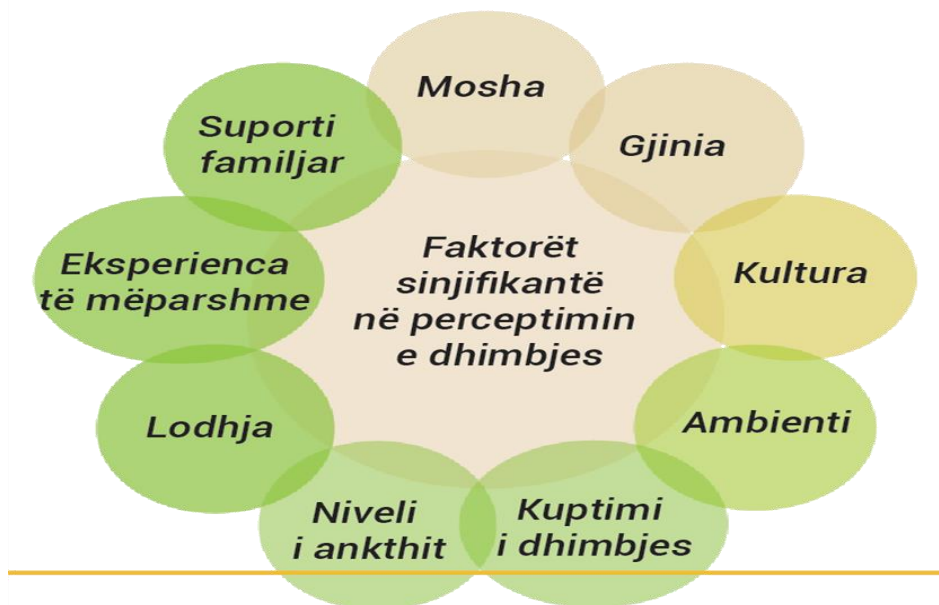 Mosha
Gjinia
Kultura
Ambienti
Kuptimi
i dhimbjes
Niveli
i ankthit
Lodhja
Eksperienca
të mëparshme
Suporti
familjar
Faktorët
sinjifikantë
në perceptimin
e dhimbjes